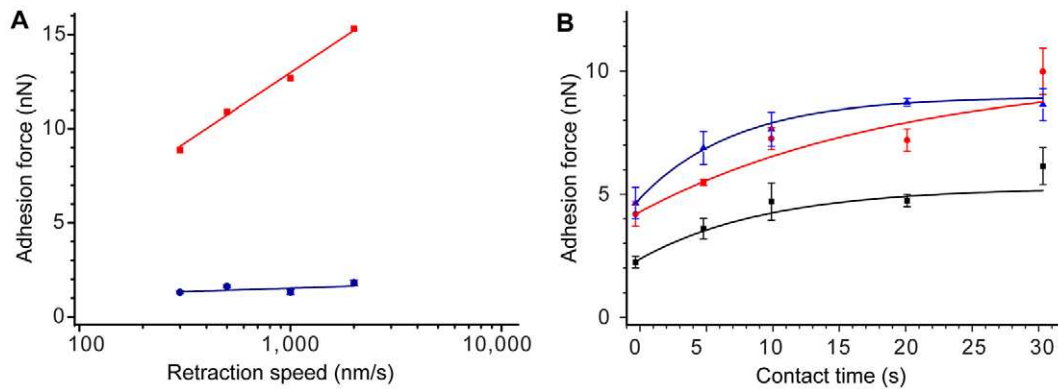 A
Adhesion force (nN)
15
10
5
0
100
1,000
10,000
Retraction speed (nm/s)
B
Adhesion force (nN)
10
5
0
0 5 10 15 20 25 30
Contact time (s)